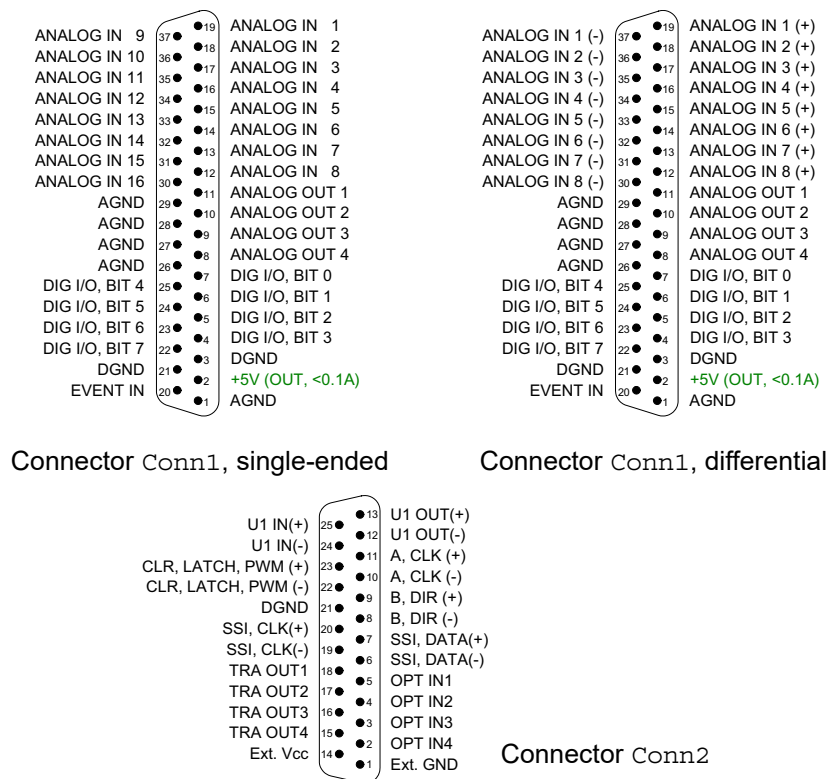 19 ANALOG IN 1
ANALOG IN 9 37
18 ANALOG IN 2
ANALOG IN 10 36
17 ANALOG IN 3
ANALOG IN 11 35
16 ANALOG IN 4
ANALOG IN 12 34
15 ANALOG IN 5
ANALOG IN 13 33
14 ANALOG IN 6
ANALOG IN 14 32
13 ANALOG IN 7
ANALOG IN 15 31
12 ANALOG IN 8
ANALOG IN 16 30
11 ANALOG OUT 1
AGND 29
10 ANALOG OUT 2
AGND 28
9 ANALOG OUT 3
AGND 27
8 ANALOG OUT 4
AGND 26
7 DIG I/O, BIT 0
DIG I/O, BIT 4 25
6 DIG I/O, BIT 1
DIG I/O, BIT 5 24
5 DIG I/O, BIT 2
DIG I/O, BIT 6 23
4 DIG I/O, BIT 3
DIG I/O, BIT 7 22
3 DGND
DGND 21
2 +5V (OUT, <0.1A)
EVENT IN 20
1 AGND
Connector Conn1, single-ended
19 ANALOG IN 1 (+)
ANALOG IN 1 (-) 37
18 ANALOG IN 2 (+)
ANALOG IN 2 (-) 36
17 ANALOG IN 3 (+)
ANALOG IN 3 (-) 35
16 ANALOG IN 4 (+)
ANALOG IN 4 (-) 34
15 ANALOG IN 5 (+)
ANALOG IN 5 (-) 33
14 ANALOG IN 6 (+)
ANALOG IN 6 (-) 32
13 ANALOG IN 7 (+)
ANALOG IN 7 (-) 31
12 ANALOG IN 8 (+)
ANALOG IN 8 (-) 30
11 ANALOG OUT 1
AGND 29
10 ANALOG OUT 2
AGND 28
9 ANALOG OUT 3
AGND 27
8 ANALOG OUT 4
AGND 26
7 DIG I/O, BIT 0
DIG I/O, BIT 4 25
6 DIG I/O, BIT 1
DIG I/O, BIT 5 24
5 DIG I/O, BIT 2
DIG I/O, BIT 6 23
4 DIG I/O, BIT 3
DIG I/O, BIT 7 22
3 DGND
DGND 21
2 +5V (OUT, <0.1A)
EVENT IN 20
1 AGND
Connector Conn1, differential
13 U1 OUT(+)
U1 IN(+) 25
12 U1 OUT(-)
U1 IN(-) 24
11 A, CLK (+)
CLR, LATCH, PWM (+) 23
10 A, CLK (-)
CLR, LATCH, PWM (-) 22
9 B, DIR (+)
DGND 21
8 B, DIR (-)
SSI, CLK(+) 20
7 SSI, DATA(+)
SSI, CLK(-) 19
6 SSI, DATA(-)
TRA OUT1 18
5 OPT IN1
TRA OUT2 17
4 OPT IN2
TRA OUT3 16
3 OPT IN3
TRA OUT4 15
2 OPT IN4
Ext. Vcc 14
1 Ext. GND
Connector Conn2